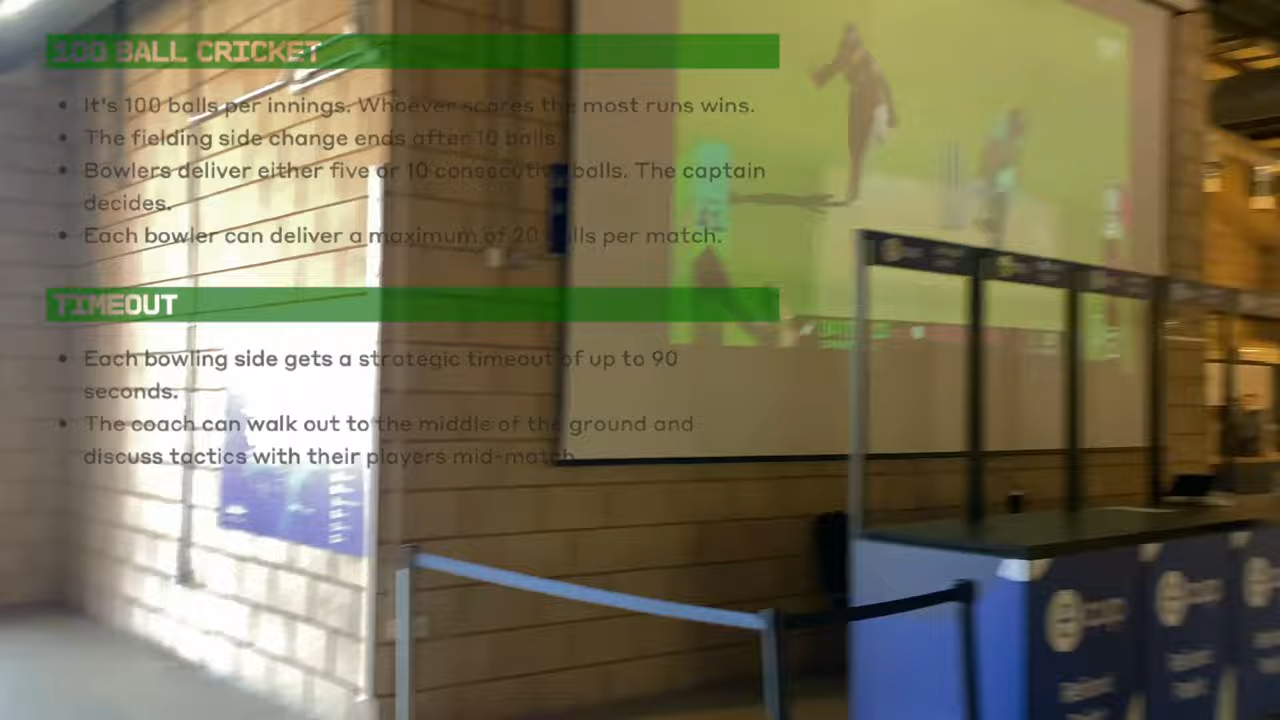 100 BALL CRICKET
• It's 100 balls per innings. Whoever scores the most runs wins.
• The fielding side change ends after 10 balls.
• Bowlers deliver either five or 10 consecutive balls. The captain
decides.
• Each bowler can deliver a maximum of 20 balls per match.
TIMEOUT
• Each bowling side gets a strategic timeout of up to 90
seconds.
• The coach can walk out to the middle of the ground and
discuss tactics with their players mid-match.